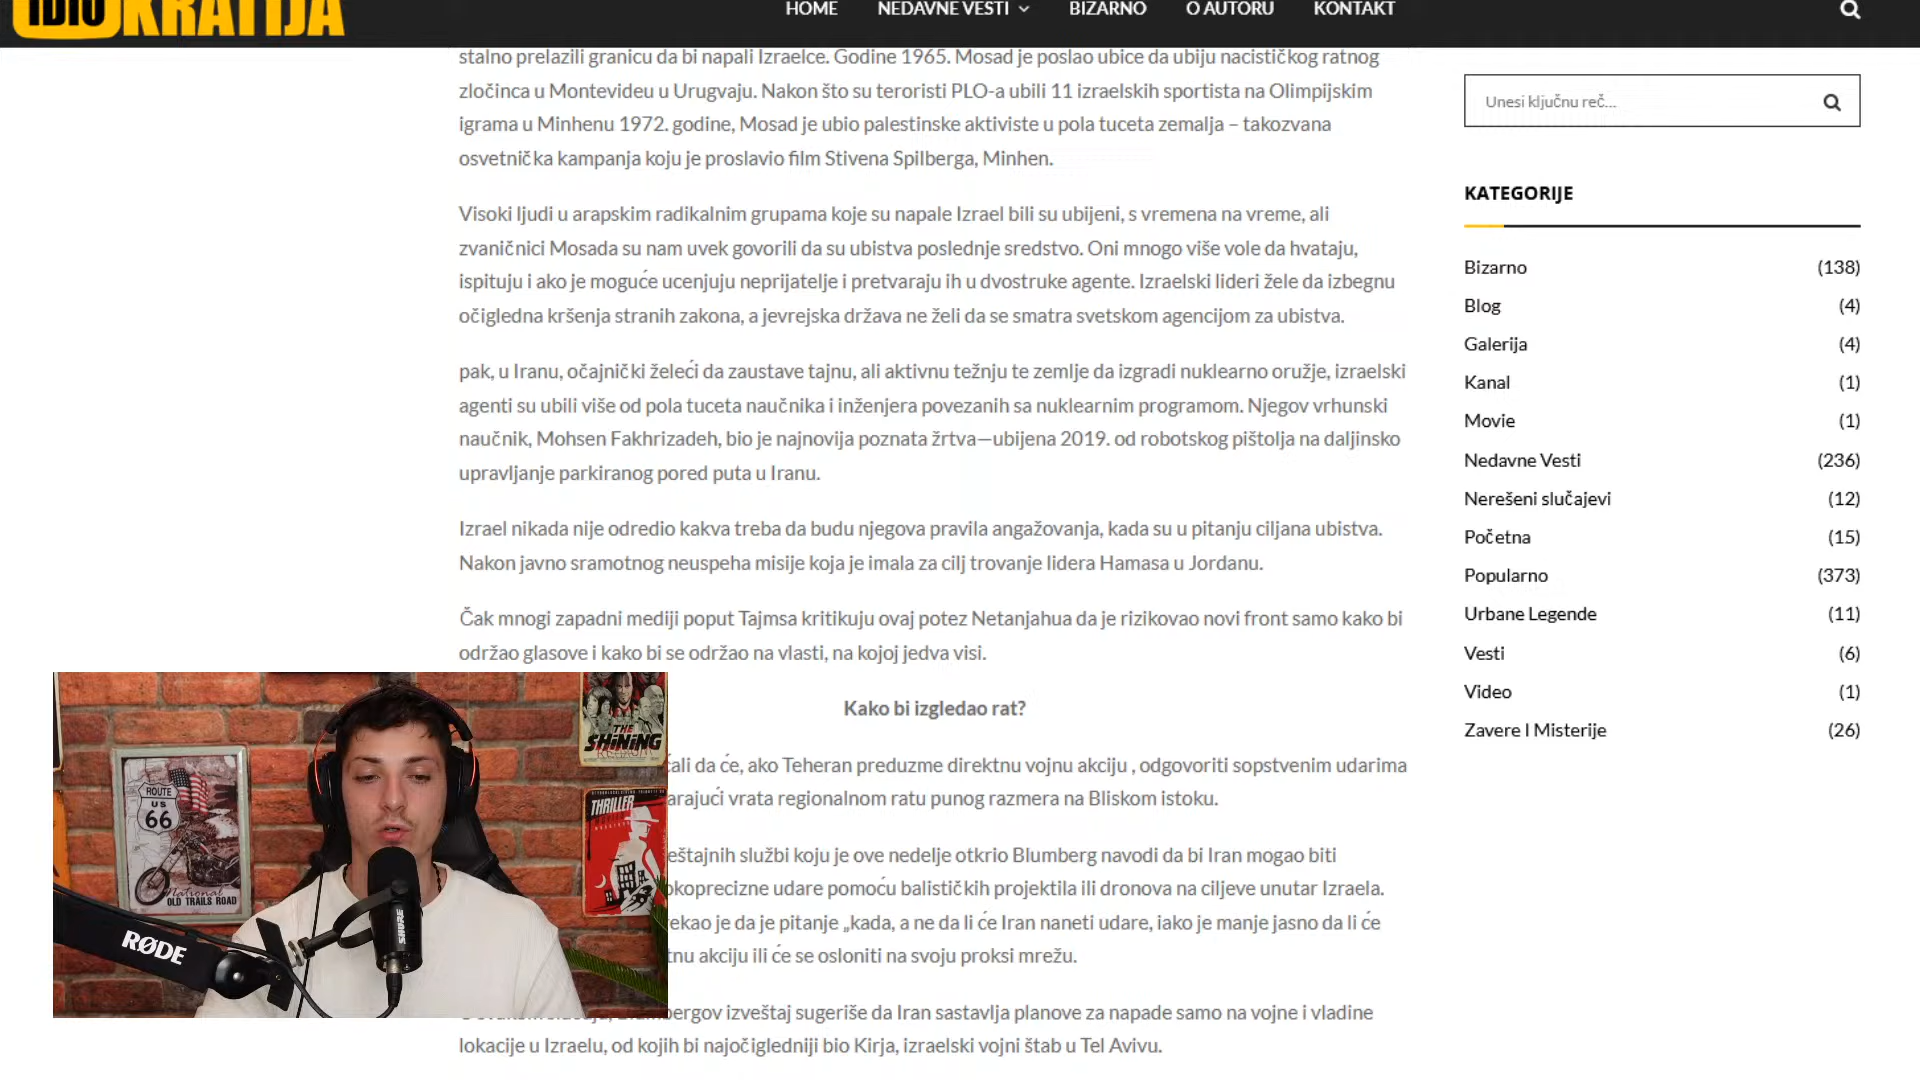 IDIO
KRATIJA
HOME NEDAVNE VESTI BIZARNO O AUTORU KONTAKT
stalno prelazili granicu da bi napali Izraelce. Godine 1965. Mosad je poslao ubice da ubiju nacističkog ratnog
zločinca u Montevideu u Urugvaju. Nakon što su teroristi PLO-a ubili 11 izraelskih sportista na Olimpijskim
igrama u Minhenu 1972. godine, Mosad je ubio palestinske aktiviste u pola tuceta zemalja – takozvana
osvetnička kampanja koju je proslavio film Stivena Spilberga, Minhen.
Visoki ljudi u arapskim radikalnim grupama koje su napale Izrael bili su ubijeni, s vremena na vreme, ali
zvaničnici Mosada su nam uvek govorili da su ubistva poslednje sredstvo. Oni mnogo više vole da hvataju,
ispituju i ako je moguće ucenjuju neprijatelje i pretvaraju ih u dvostruke agente. Izraelski lideri žele da izbegnu
očigledna kršenja stranih zakona, a jevrejska država ne želi da se smatra svetskom agencijom za ubistva.
pak, u Iranu, očajnički želeći da zaustave tajnu, ali aktivnu težnju te zemlje da izgradi nuklearno oružje, izraelski
agenti su ubili više od pola tuceta naučnika i inženjera povezanih sa nuklearnim programom. Njegov vrhunski
naučnik, Mohsen Fakhrizadeh, bio je najnovija poznata žrtva—ubijena 2019. od robotskog pištolja na daljinsko
upravljanje parkiranog pored puta u Iranu.
Izrael nikada nije odredio kakva treba da budu njegova pravila angažovanja, kada su u pitanju ciljana ubistva.
Nakon javno sramotnog neuspeha misije koja je imala za cilj trovanje lidera Hamasa u Jordanu.
Čak mnogi zapadni mediji poput Tajmsa kritikuju ovaj potez Netanjahua da je rizikovao novi front samo kako bi
održao glasove i kako bi se održao na vlasti, na kojoj jedva visi.
Kako bi izgledao rat?
ali da će, ako Teheran preduzme direktnu vojnu akciju , odgovoriti sopstvenim udarima
arajući vrata regionalnom ratu punog razmera na Bliskom istoku.
eštajnih službi koju je ove nedelje otkrio Blumberg navodi da bi Iran mogao biti
okoprecizne udare pomoću balističkih projektila ili dronova na ciljeve unutar Izraela.
ekao je da je pitanje „kada, a ne da li će Iran naneti udare, iako je manje jasno da li će
tnu akciju ili će se osloniti na svoju proksi mrežu.
bergov izveštaj sugeriše da Iran sastavlja planove za napade samo na vojne i vladine
lokacije u Izraelu, od kojih bi najočigledniji bio Kirja, izraelski vojni štab u Tel Avivu.
Unesi ključnu reč...
KATEGORIJE
Bizarno (138)
Blog (4)
Galerija (4)
Kanal (1)
Movie (1)
Nedavne Vesti (236)
Nerešeni slučajevi (12)
Početna (15)
Popularno (373)
Urbane Legende (11)
Vesti (6)
Video (1)
Zavere I Misterije (26)
THE
SHINING
ROUTE
US
66
National
OLD TRAILS ROAD
THRILLER
RØDE
SHURE